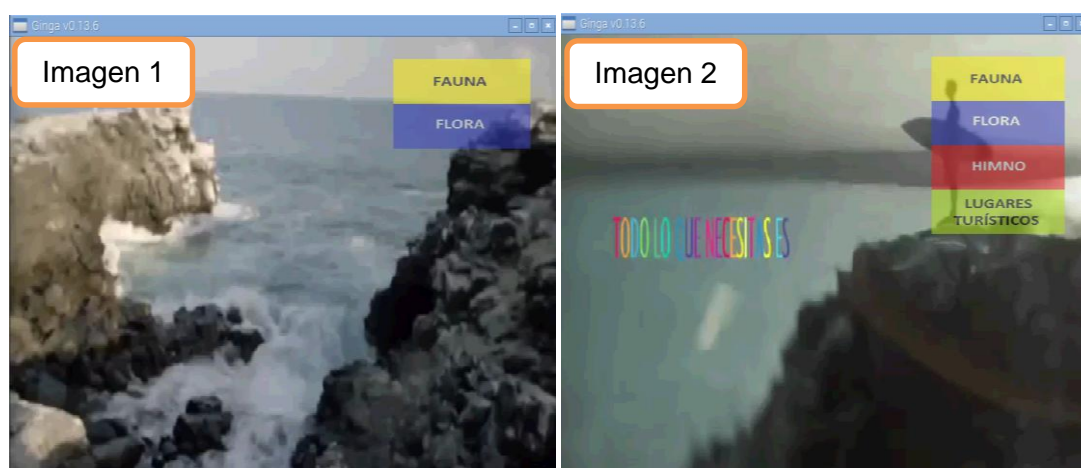 Ginga v0.13.6
Imagen 1
FAUNA
FLORA
Ginga v0.13.6
Imagen 2
FAUNA
FLORA
HIMNO
LUGARES
TURÍSTICOS
TODO LO QUE NECESITAS ES